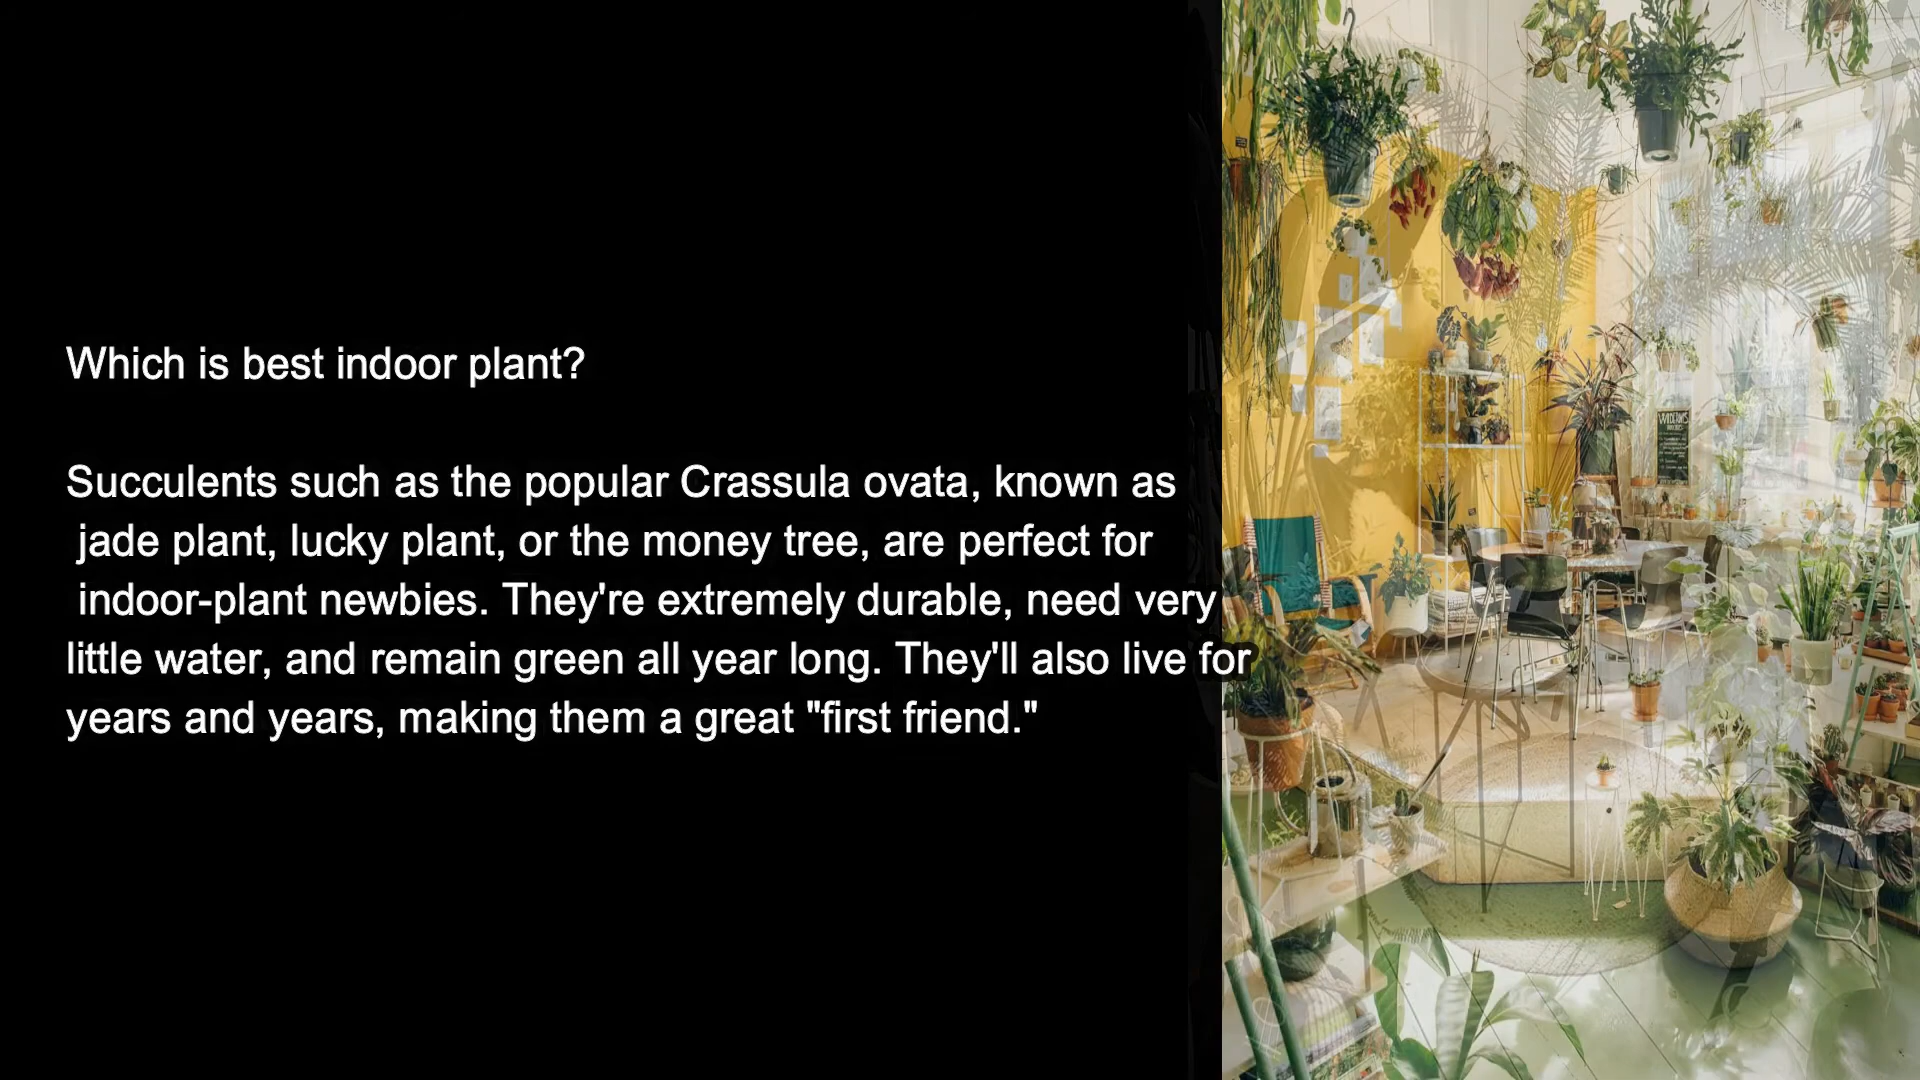 Which is best indoor plant?
Succulents such as the popular Crassula ovata, known as
jade plant, lucky plant, or the money tree, are perfect for
indoor-plant newbies. They're extremely durable, need very
little water, and remain green all year long. They'll also live for
years and years, making them a great "first friend."